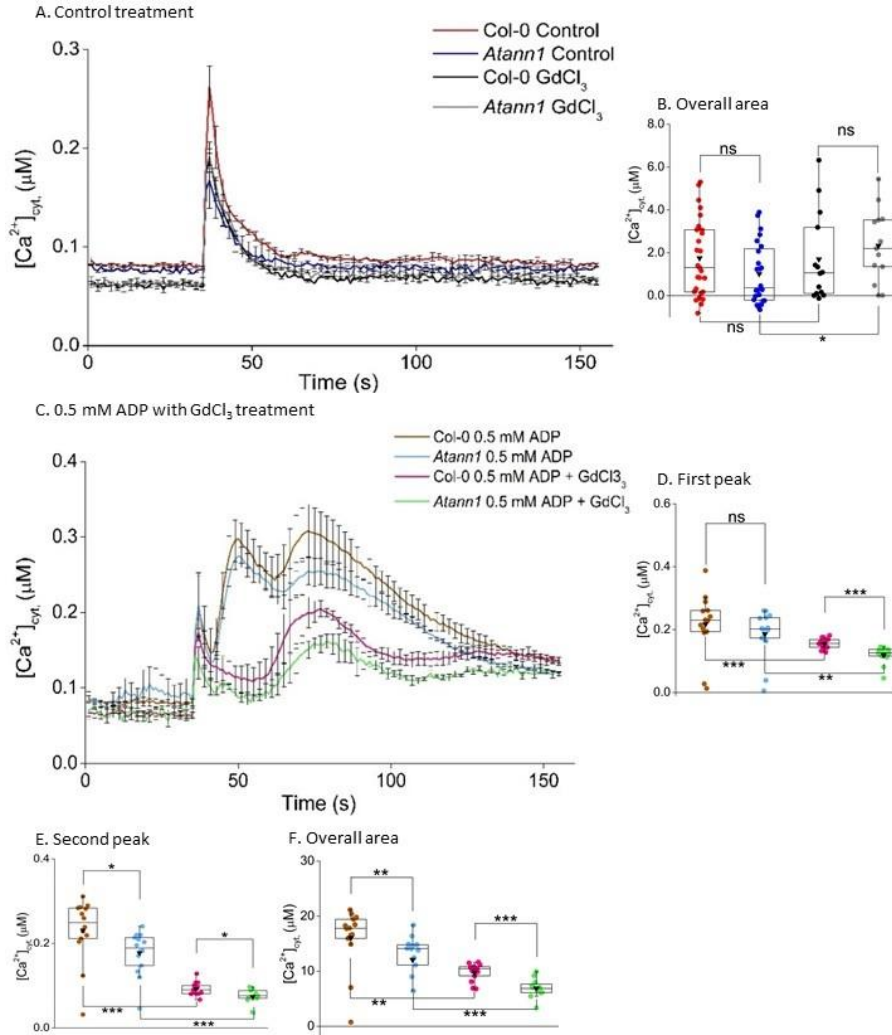 A. Control treatment
Col-0 Control
Atann1 Control
Col-0 GdCl₃
Atann1 GdCl₃
0.3
0.2
0.1
0.0
[Ca²⁺]cyt. (µM)
0 50 100 150
Time (s)
B. Overall area
8.0
6.0
4.0
2.0
0.0
[Ca²⁺]cyt. (µM)
ns
ns
ns
*
C. 0.5 mM ADP with GdCl₃ treatment
Col-0 0.5 mM ADP
Atann1 0.5 mM ADP
Col-0 0.5 mM ADP + GdCl3₃
Atann1 0.5 mM ADP + GdCl₃
0.4
0.3
0.2
0.1
0.0
[Ca²⁺]cyt. (µM)
0 50 100 150
Time (s)
D. First peak
0.6
0.4
0.2
0.0
[Ca²⁺]cyt. (µM)
ns
***
***
**
E. Second peak
0.4
0.2
0.0
[Ca²⁺]cyt. (µM)
*
*
***
***
F. Overall area
30
20
10
0
[Ca²⁺]cyt. (µM)
**
***
**
***